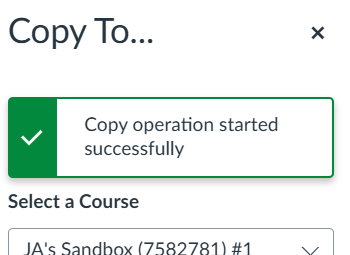 Copy To...
Copy operation started
successfully
Select a Course
JA's Sandbox (7582781) #1